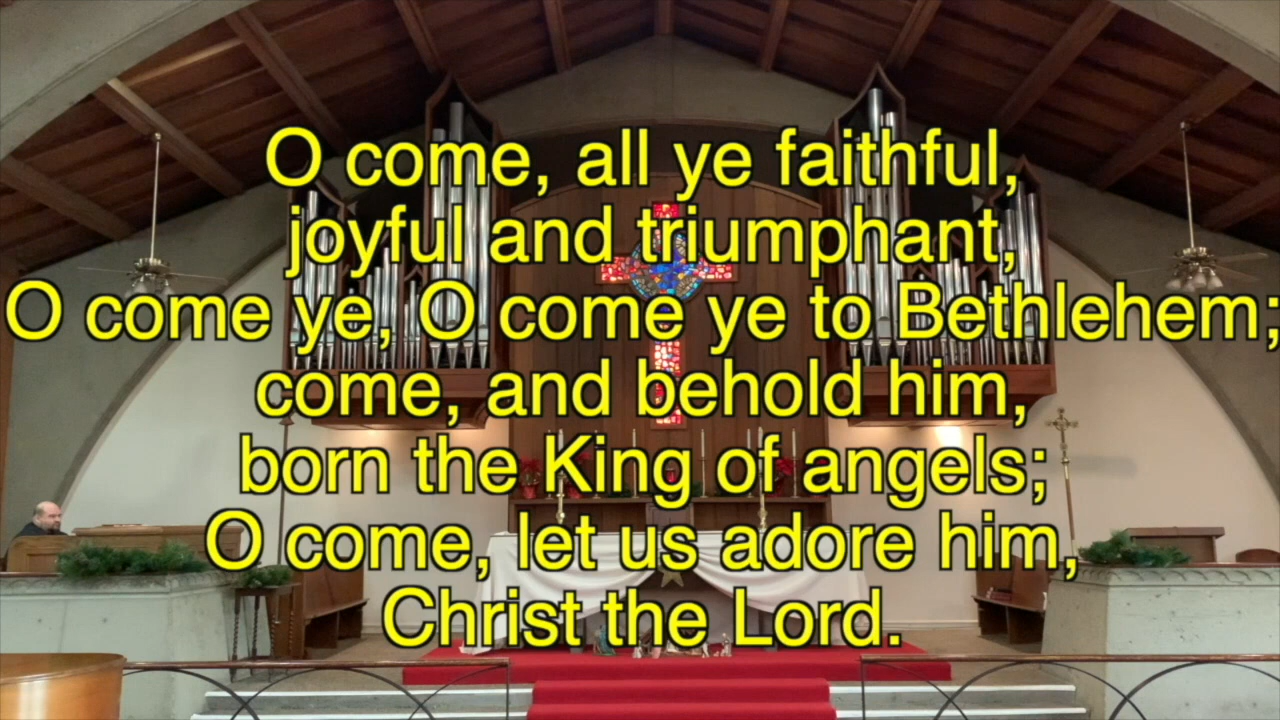 O come, all ye faithful,
joyful and triumphant,
O come ye, O come ye to Bethlehem;
come, and behold him,
born the King of angels;
O come, let us adore him,
Christ the Lord.